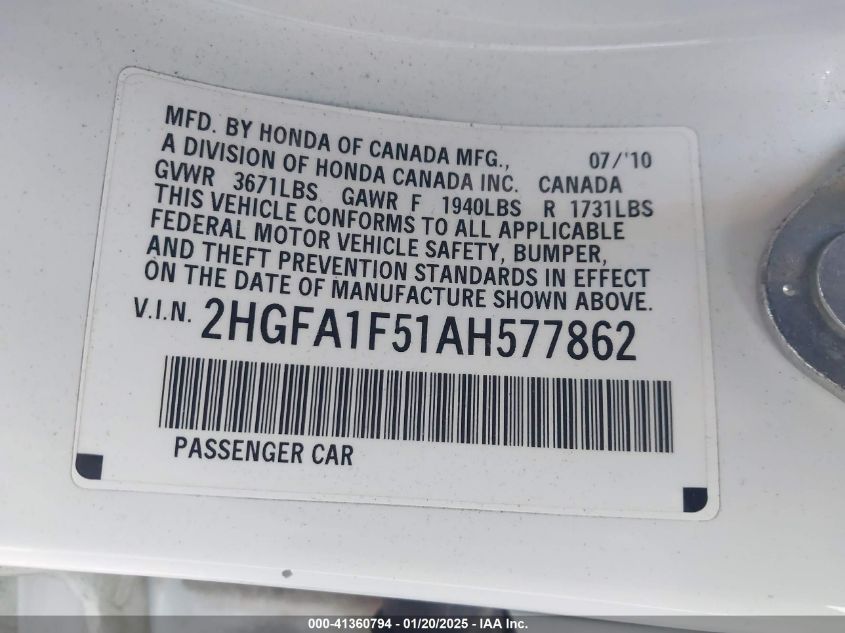 MFD. BY HONDA OF CANADA MFG., 07/'10
A DIVISION OF HONDA CANADA INC. CANADA
GVWR 3671LBS GAWR F 1940LBS R 1731LBS
THIS VEHICLE CONFORMS TO ALL APPLICABLE
FEDERAL MOTOR VEHICLE SAFETY, BUMPER,
AND THEFT PREVENTION STANDARDS IN EFFECT
ON THE DATE OF MANUFACTURE SHOWN ABOVE.
V.I.N. 2HGFA1F51AH577862
PASSENGER CAR
000-41360794 - 01/20/2025 - IAA Inc.